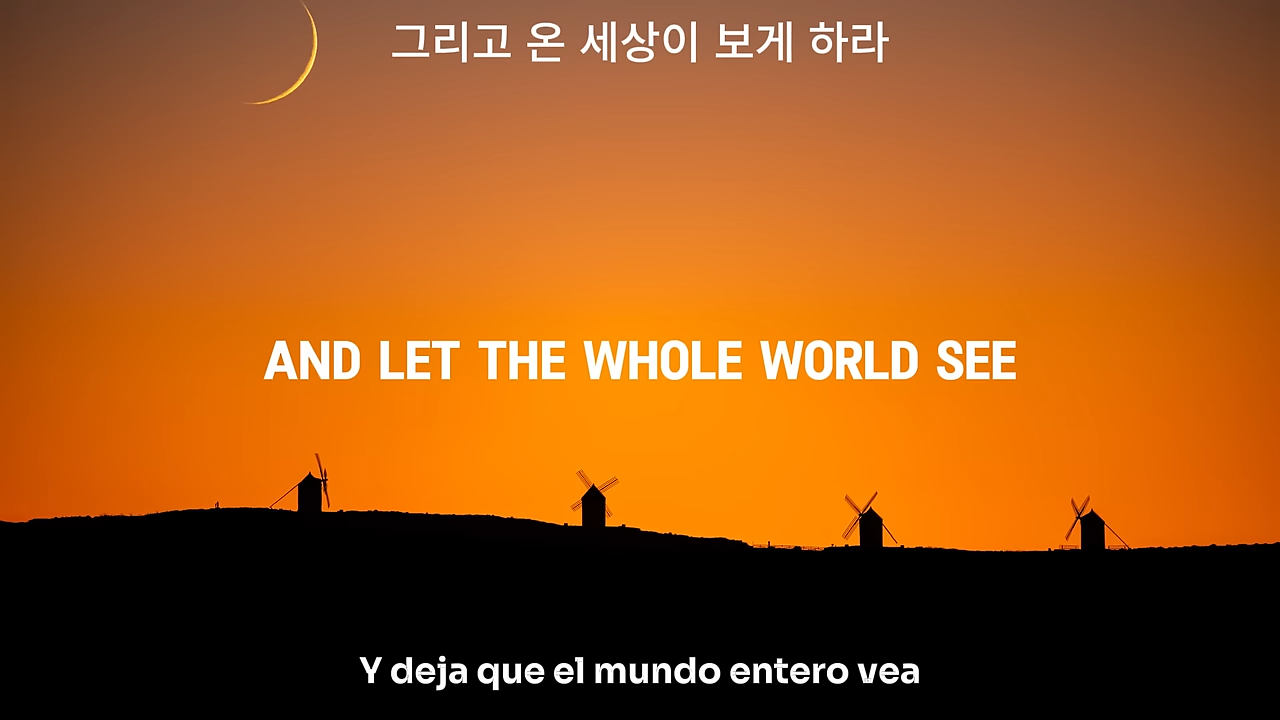 그리고 온 세상이 보게 하라
AND LET THE WHOLE WORLD SEE
Y deja que el mundo entero vea